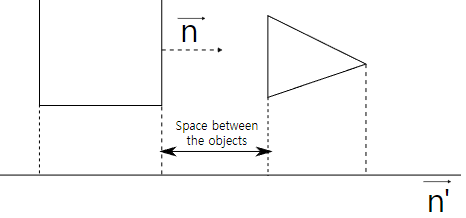 n
Space between
the objects
n'